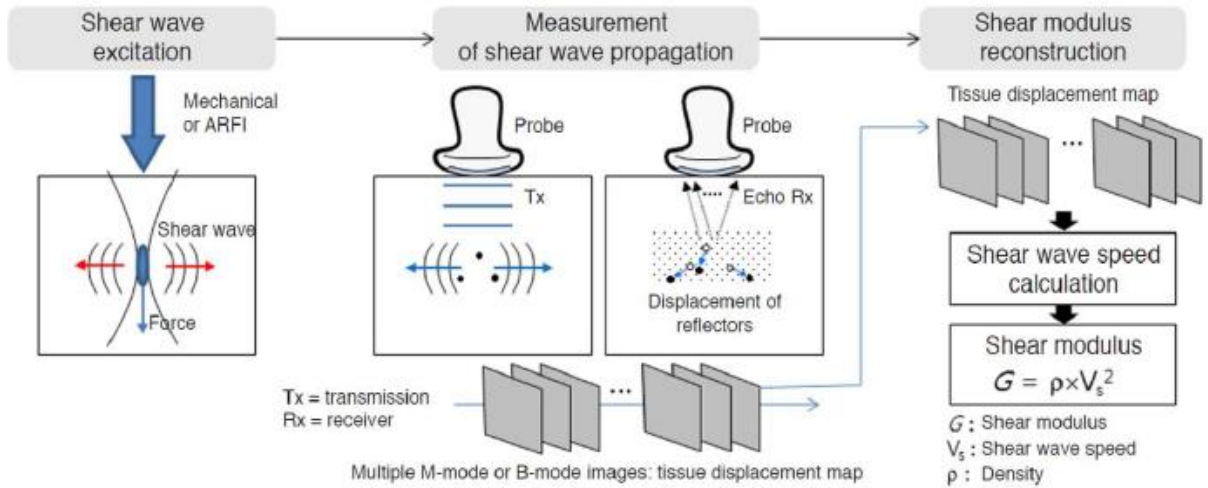 Shear wave
excitation
Measurement
of shear wave propagation
Shear modulus
reconstruction
Mechanical
or ARFI
Shear wave
Force
Probe
Tx
Probe
Echo Rx
Displacement of
reflectors
Tx = transmission
Rx = receiver
Multiple M-mode or B-mode images: tissue displacement map
Tissue displacement map
Shear wave speed
calculation
Shear modulus
G = ρ×Vs²
G : Shear modulus
Vs : Shear wave speed
ρ : Density